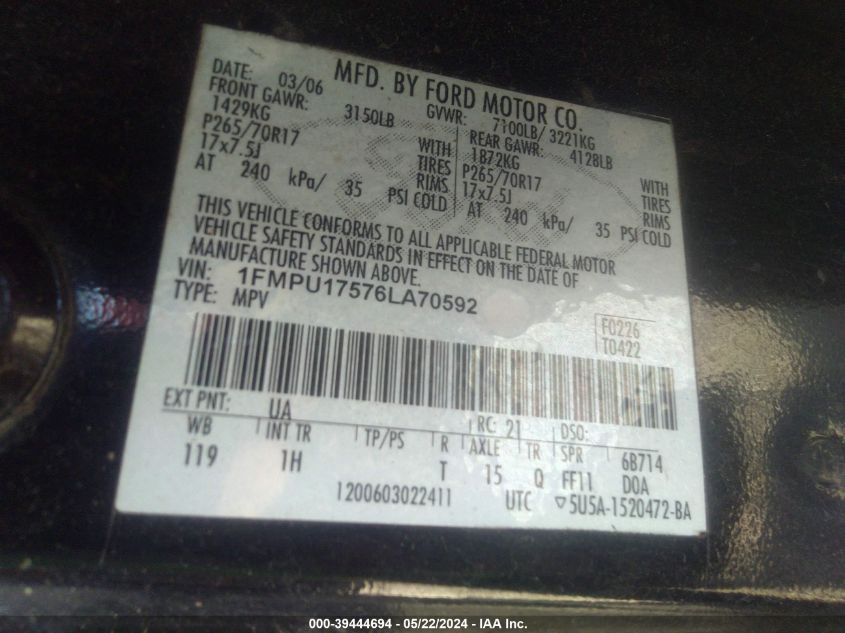 MFD. BY FORD MOTOR CO.
DATE: 03/06 GVWR: 7100LB/ 3221KG
FRONT GAWR: 3150LB REAR GAWR: 4128LB
1429KG WITH 1872KG WITH
P265/70R17 TIRES P265/70R17 TIRES
17x7.5J RIMS 17x7.5J RIMS
AT 240 kPa/ 35 PSI COLD AT 240 kPa/ 35 PSI COLD
THIS VEHICLE CONFORMS TO ALL APPLICABLE FEDERAL MOTOR
VEHICLE SAFETY STANDARDS IN EFFECT ON THE DATE OF
MANUFACTURE SHOWN ABOVE.
VIN: 1FMPU17576LA70592
TYPE: MPV
F0226
T0422
EXT PNT: UA RC: 21 DSO:
WB INT TR TP/PS R AXLE TR SPR 6B714
119 1H T 15 Q FF11 DOA
1200603022411 UTC ▽5U5A-1520472-BA
000-39444694 - 05/22/2024 - IAA Inc.